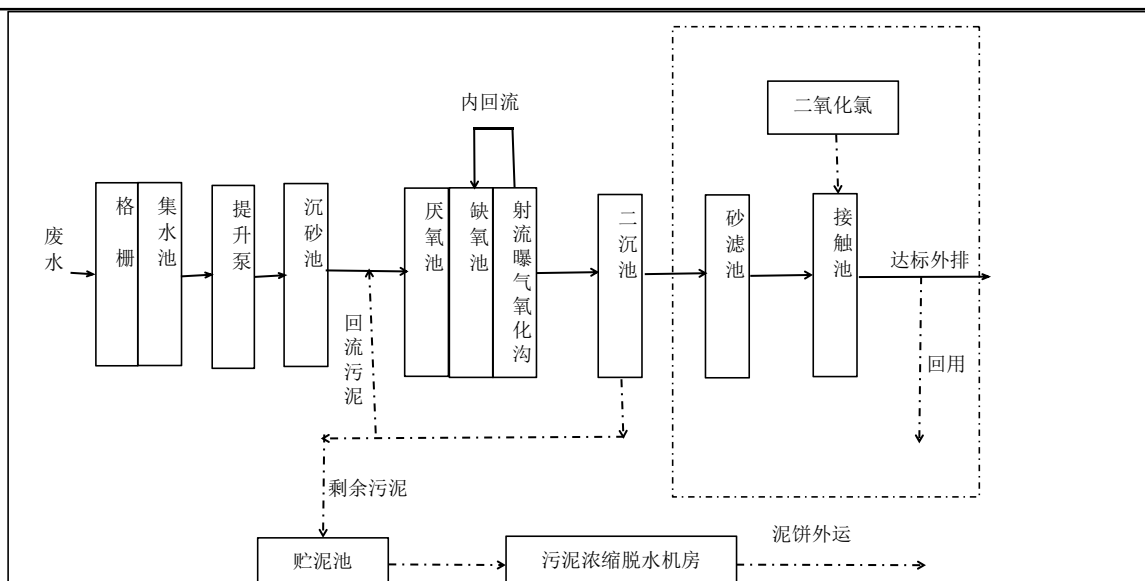 内回流
二氧化氯
废水
格栅
集水池
提升泵
沉砂池
厌氧池
缺氧池
射流曝气氧化沟
二沉池
砂滤池
接触池
达标外排
回流污泥
回用
剩余污泥
贮泥池
污泥浓缩脱水机房
泥饼外运